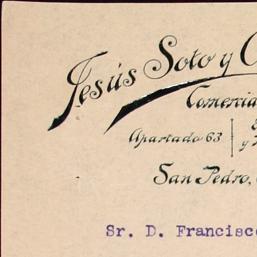 Jesús Soto y
Comercia
Apartado 63
y
San Pedro,
Sr. D. Francisco